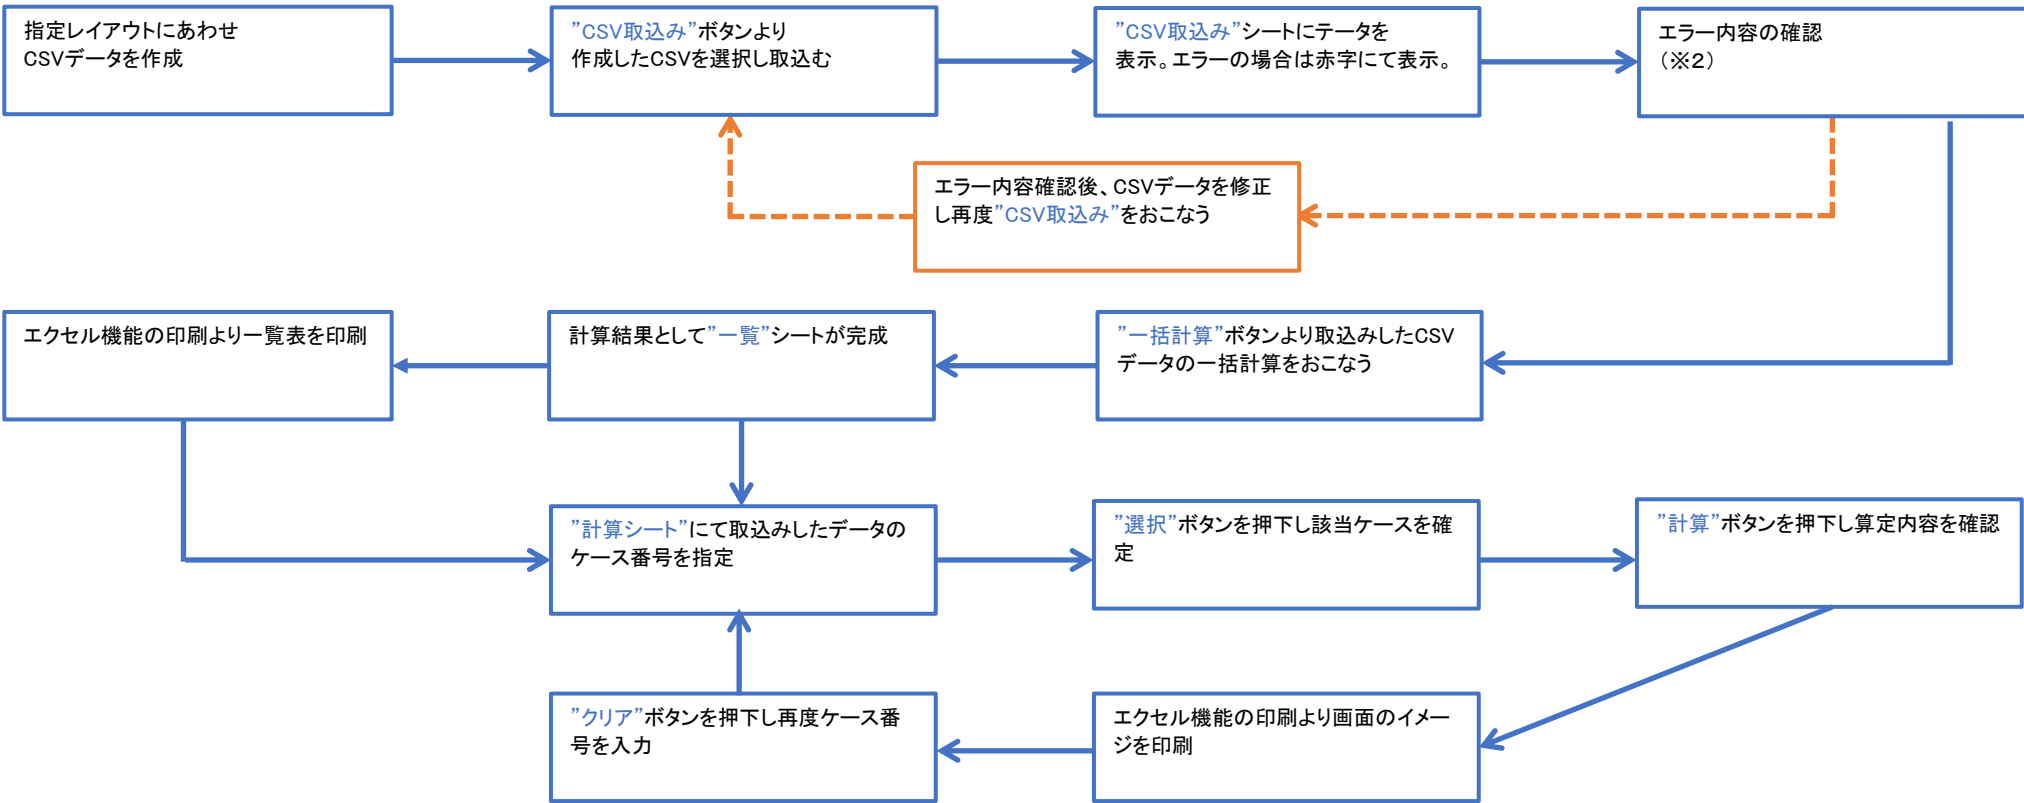 指定レイアウトにあわせ
CSVデータを作成
”CSV取込み”ボタンより
作成したCSVを選択し取込む
”CSV取込み”シートにテータを
表示。エラーの場合は赤字にて表示。
エラー内容の確認
（※2）
エラー内容確認後、CSVデータを修正
し再度”CSV取込み”をおこなう
エクセル機能の印刷より一覧表を印刷
計算結果として”一覧”シートが完成
”一括計算”ボタンより取込みしたCSV
データの一括計算をおこなう
”計算シート”にて取込みしたデータの
ケース番号を指定
”選択”ボタンを押下し該当ケースを確
定
”計算”ボタンを押下し算定内容を確認
”クリア”ボタンを押下し再度ケース番
号を入力
エクセル機能の印刷より画面のイメー
ジを印刷